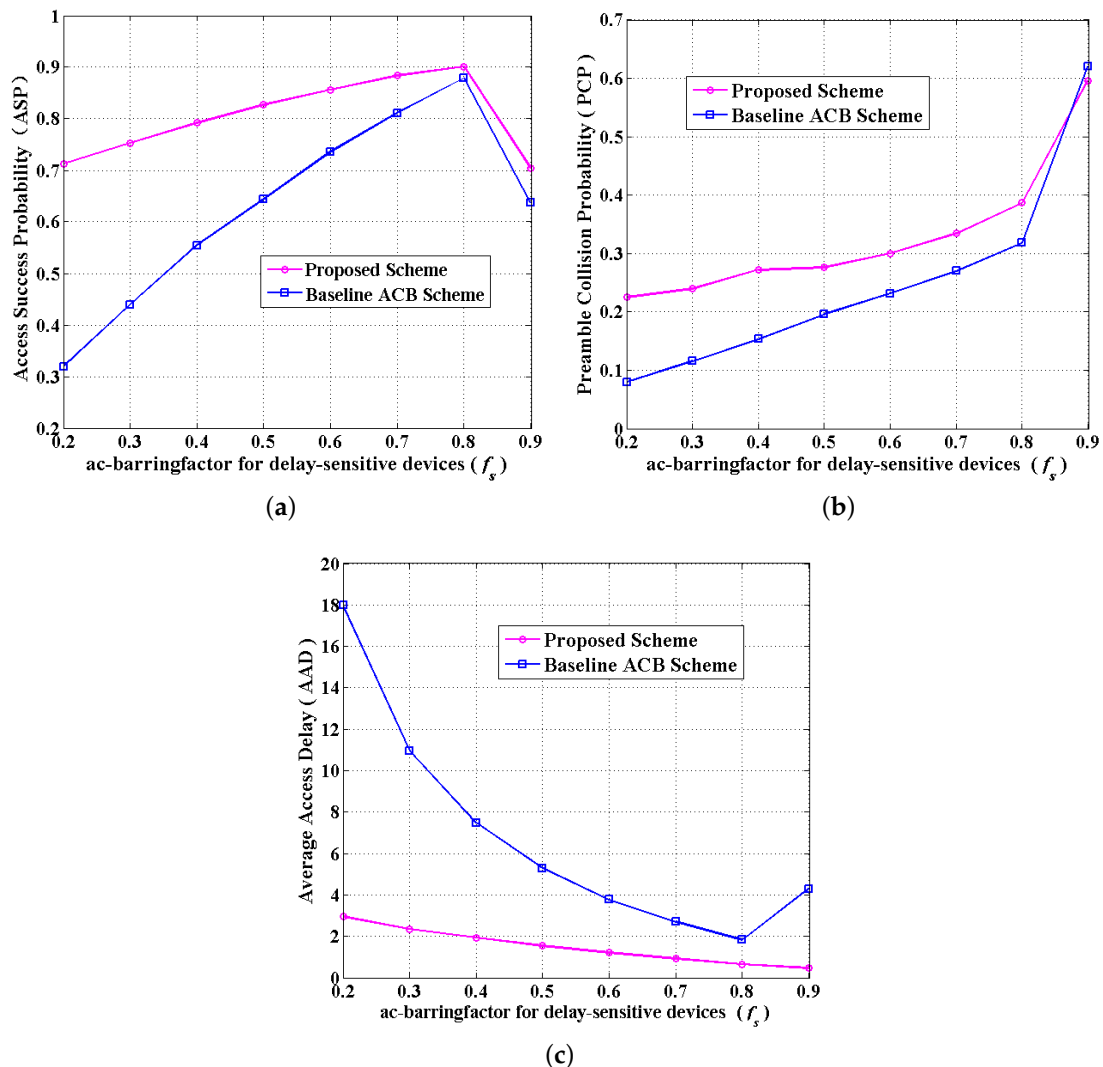 1
0.9
0.8
0.7
0.6
0.5
0.4
0.3
0.2
Access Success Probability ( ASP )
Proposed Scheme
Baseline ACB Scheme
0.2 0.3 0.4 0.5 0.6 0.7 0.8 0.9
ac-barringfactor for delay-sensitive devices ( f_s )
(a)
0.7
0.6
0.5
0.4
0.3
0.2
0.1
0
Preamble Collision Probability ( PCP )
Proposed Scheme
Baseline ACB Scheme
0.2 0.3 0.4 0.5 0.6 0.7 0.8 0.9
ac-barringfactor for delay-sensitive devices ( f_s )
(b)
20
18
16
14
12
10
8
6
4
2
0
Average Access Delay ( AAD )
Proposed Scheme
Baseline ACB Scheme
0.2 0.3 0.4 0.5 0.6 0.7 0.8 0.9
ac-barringfactor for delay-sensitive devices ( f_s )
(c)